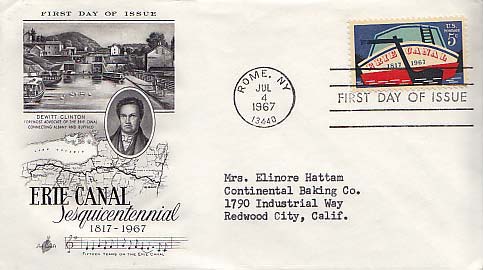 FIRST DAY OF ISSUE
DEWITT CLINTON
FOREMOST ADVOCATE OF THE ERIE CANAL
CONNECTING ALBANY AND BUFFALO
ERIE CANAL
Sesquicentennial
1817-1967
FIFTEEN YEARS ON THE ERIE CANAL
ROME, NY
JUL
4
1967
13440
U.S.
Postage
5c
ERIE CANAL
1817 1967
FIRST DAY OF ISSUE
Mrs. Elinore Hattam
Continental Baking Co.
1790 Industrial Way
Redwood City, Calif.